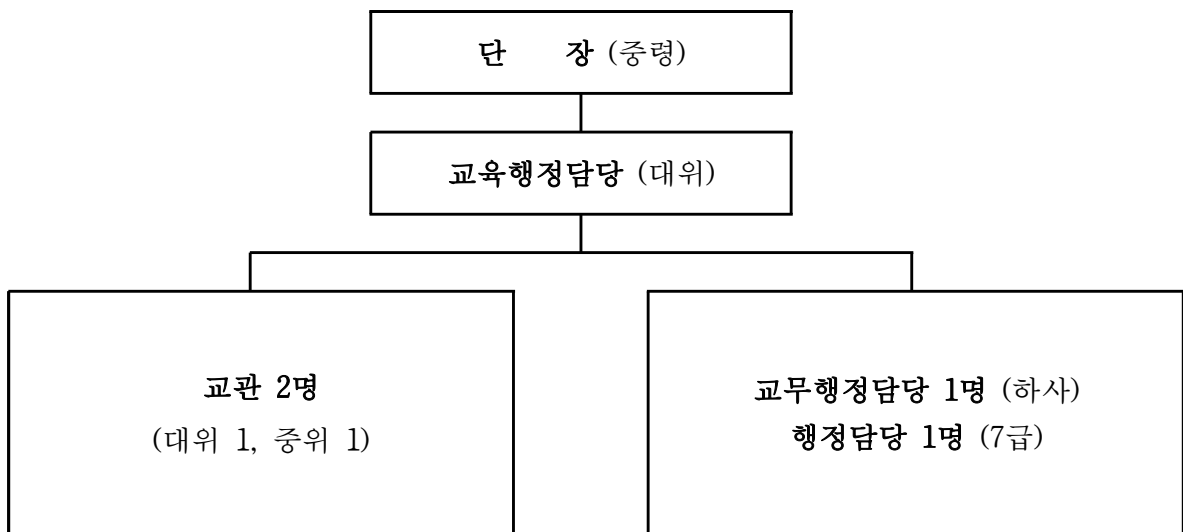 단 장 (중령)
교육행정담당 (대위)
교관 2명
(대위 1, 중위 1)
교무행정담당 1명 (하사)
행정담당 1명 (7급)